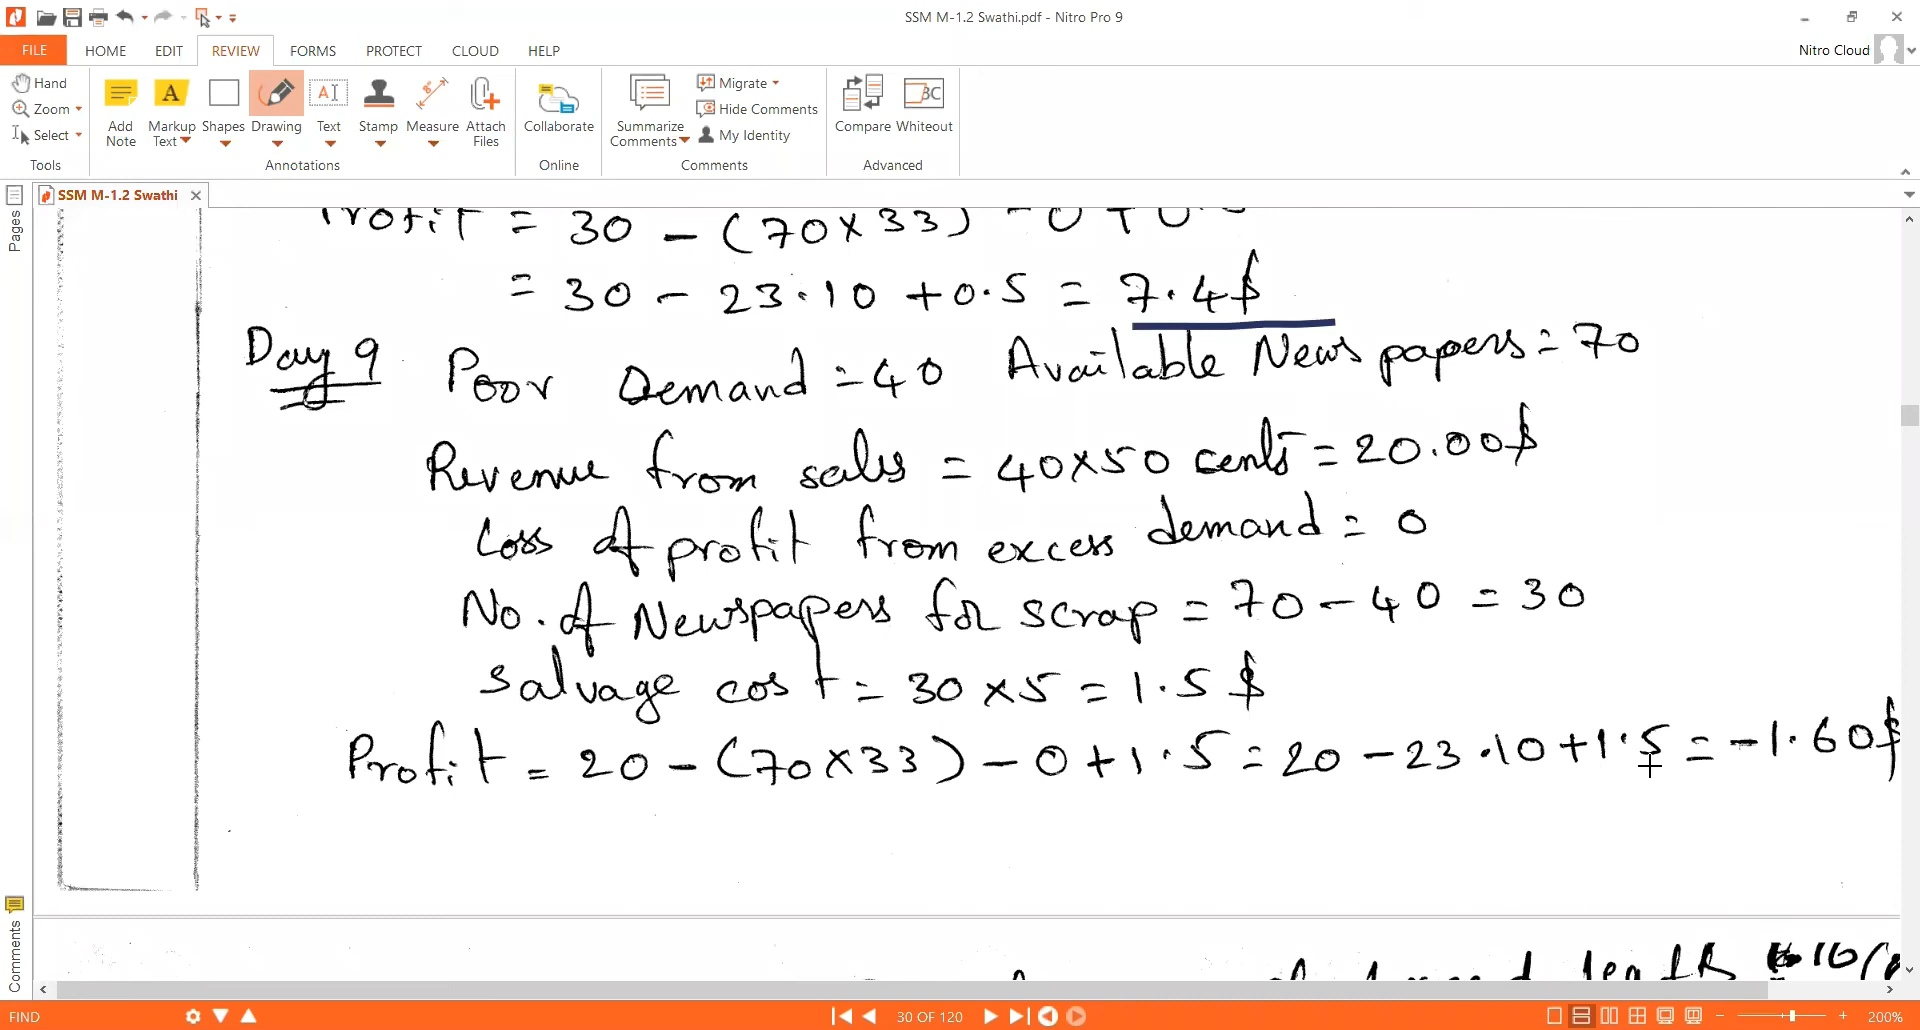 SSM M-1.2 Swathi.pdf - Nitro Pro 9
FILE HOME EDIT REVIEW FORMS PROTECT CLOUD HELP
Nitro Cloud
Hand
Zoom
Select
Tools
Add Note
Markup Text
Shapes
Drawing
Text
Stamp
Measure
Attach Files
Annotations
Collaborate
Online
Summarize Comments
Migrate
Hide Comments
My Identity
Comments
Compare
Whiteout
Advanced
SSM M-1.2 Swathi
Pages
Profit = 30 - (70x33) - 0 + 0.
= 30 - 23.10 + 0.5 = 7.4$
Day 9 Poor Demand = 40 Available News papers = 70
Revenue from sales = 40x50 cents = 20.00$
Loss of profit from excess demand = 0
No. of Newspapers for scrap = 70 - 40 = 30
Salvage cost = 30 x 5 = 1.5 $
Profit = 20 - (70x33) - 0 + 1.5 = 20 - 23.10 + 1.5 = -1.60$
Comments
FIND
30 OF 120
200%